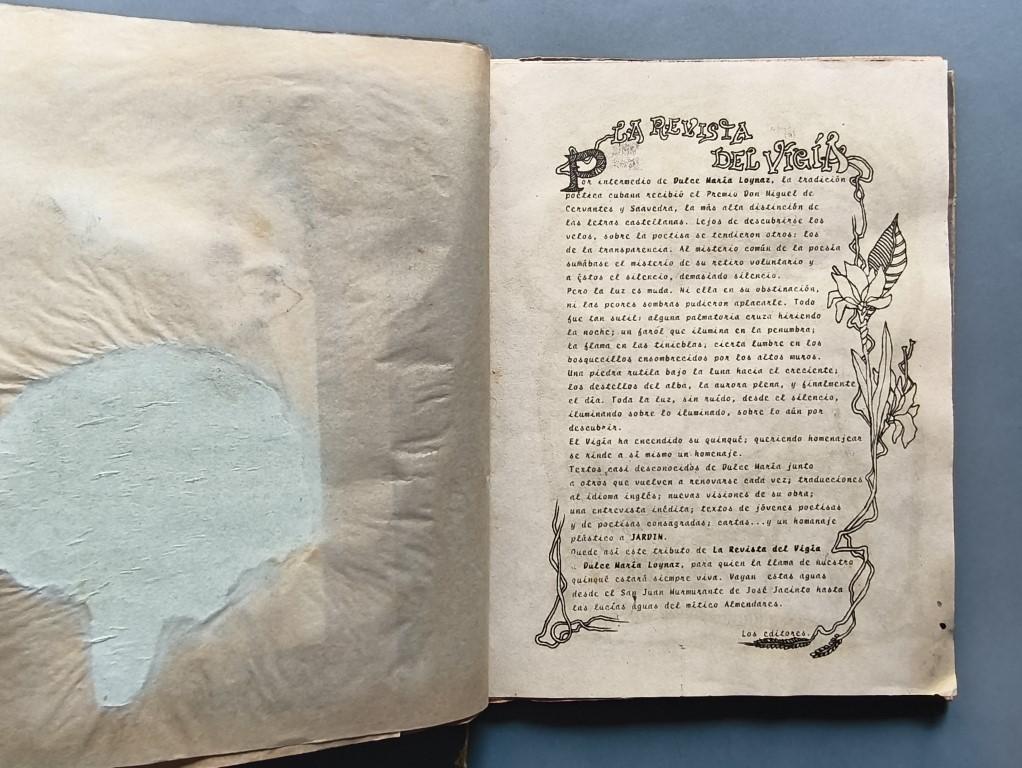 LA REVISTA
DEL VIGÍA
Por intermedio de Dulce María Loynaz, la tradición
poética cubana recibió el Premio Don Miguel de
Cervantes y Saavedra, la más alta distinción de
las letras castellanas. Lejos de descubrirse los
velos, sobre la poetisa se tendieron otros: los
de la transparencia. Al misterio común de la poesía
sumábase el misterio de su retiro voluntario y
a éstos el silencio, demasiado silencio.
Pero la luz es muda. Ni ella en su obstinación,
ni las peores sombras pudieron aplacarle. Todo
fue tan sutil: alguna palmatoria cruza hiriendo
la noche; un farol que ilumina en la penumbra;
la flama en las tinieblas; cierta lumbre en los
bosquecillos ensombrecidos por los altos muros.
Una piedra rutila bajo la luna hacia el creciente;
los destellos del alba, la aurora plena, y finalmente
el día. Toda la luz, sin ruído, desde el silencio,
iluminando sobre lo iluminado, sobre lo aún por
descubrir.
El Vigía ha encendido su quinqué; queriendo homenajear
se rinde a sí mismo un homenaje.
Textos casi desconocidos de Dulce María junto
a otros que vuelven a renovarse cada vez; traducciones
al idioma inglés; nuevas visiones de su obra;
una entrevista inédita; textos de jóvenes poetisas
y de poetisas consagradas; cartas...y un homanaje
plástico a JARDIN.
Quede así este tributo de La Revista del Vigía
a Dulce María Loynaz, para quien la llama de nuestro
quinqué estará siempre viva. Vayan estas aguas
desde el San Juan Murmurante de José Jacinto hasta
las lucías aguas del mítico Almendares.
Los editores.